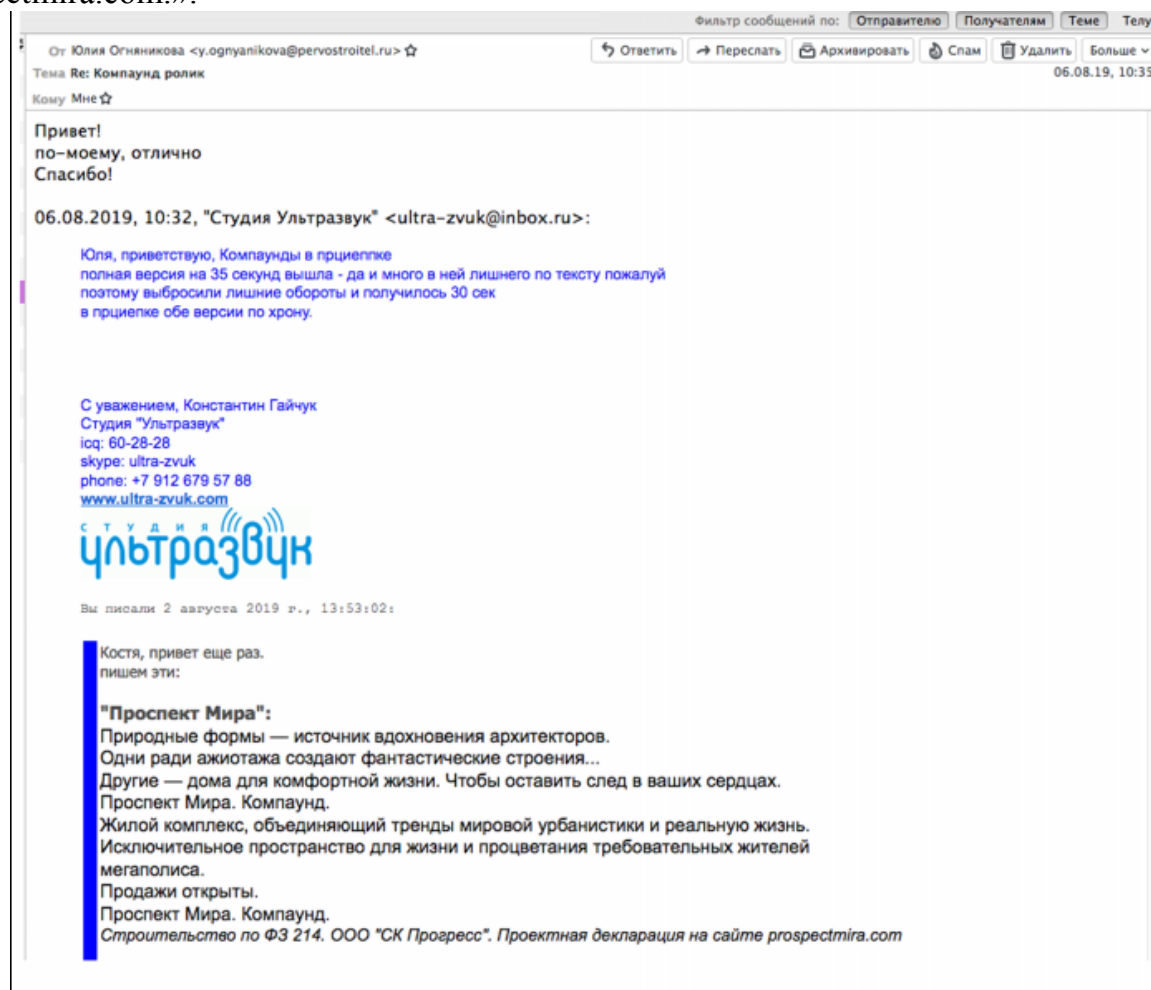 ectmira.com.»:
Фильтр сообщений по: Отправителю Получателям Теме Телу
От Юлия Огняникова <y.ognyanikova@pervostroitel.ru>
Ответить Переслать Архивировать Спам Удалить Больше
Тема Re: Компаунд ролик
06.08.19, 10:35
Кому Мне
Привет!
по-моему, отлично
Спасибо!
06.08.2019, 10:32, "Студия Ультразвук" <ultra-zvuk@inbox.ru>:
Юля, приветствую, Компаунды в прциеппке
полная версия на 35 секунд вышла - да и много в ней лишнего по тексту пожалуй
поэтому выбросили лишние обороты и получилось 30 сек
в прциепке обе версии по хрону.
С уважением, Константин Гайчук
Студия "Ультразвук"
icq: 60-28-28
skype: ultra-zvuk
phone: +7 912 679 57 88
www.ultra-zvuk.com
студия
ультразвук
Вы писали 2 августа 2019 г., 13:53:02:
Костя, привет еще раз.
пишем эти:
"Проспект Мира":
Природные формы — источник вдохновения архитекторов.
Одни ради ажиотажа создают фантастические строения...
Другие — дома для комфортной жизни. Чтобы оставить след в ваших сердцах.
Проспект Мира. Компаунд.
Жилой комплекс, объединяющий тренды мировой урбанистики и реальную жизнь.
Исключительное пространство для жизни и процветания требовательных жителей
мегаполиса.
Продажи открыты.
Проспект Мира. Компаунд.
Строительство по ФЗ 214. ООО "СК Прогресс". Проектная декларация на сайте prospectmira.com